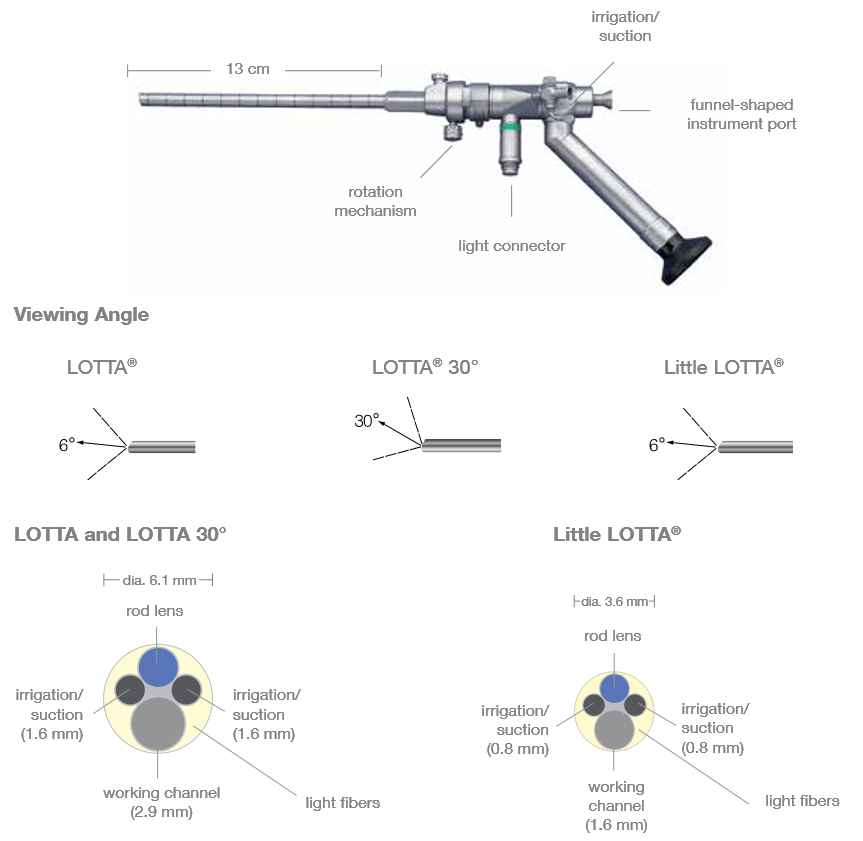 irrigation/
suction
13 cm
funnel-shaped
instrument port
rotation
mechanism
light connector
Viewing Angle
LOTTA®
LOTTA® 30°
Little LOTTA®
6°
30°
6°
LOTTA and LOTTA 30°
Little LOTTA®
dia. 6.1 mm
dia. 3.6 mm
rod lens
rod lens
irrigation/
suction
(1.6 mm)
irrigation/
suction
(1.6 mm)
irrigation/
suction
(0.8 mm)
irrigation/
suction
(0.8 mm)
working channel
(2.9 mm)
light fibers
working
channel
(1.6 mm)
light fibers